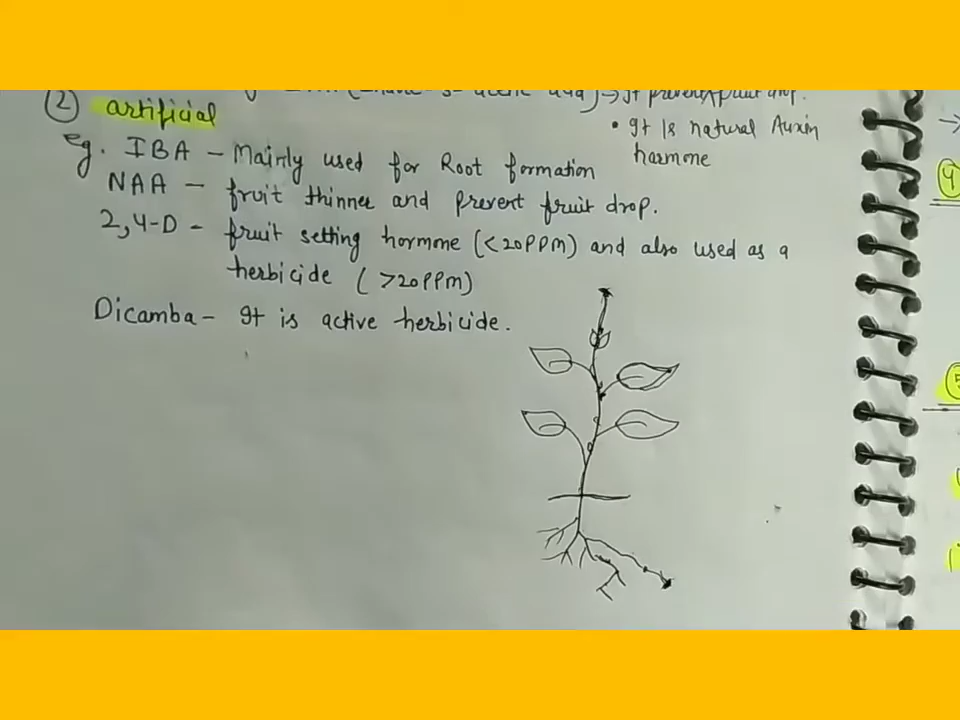 ② artificial
• It Is natural Auxin
harmone
eg. IBA - Mainly used for Root formation
NAA - fruit thinner and prevent fruit drop.
2,4-D - fruit setting hormone (<20PPM) and also used as a
herbicide (>20PPM)
Dicamba - It is active herbicide.